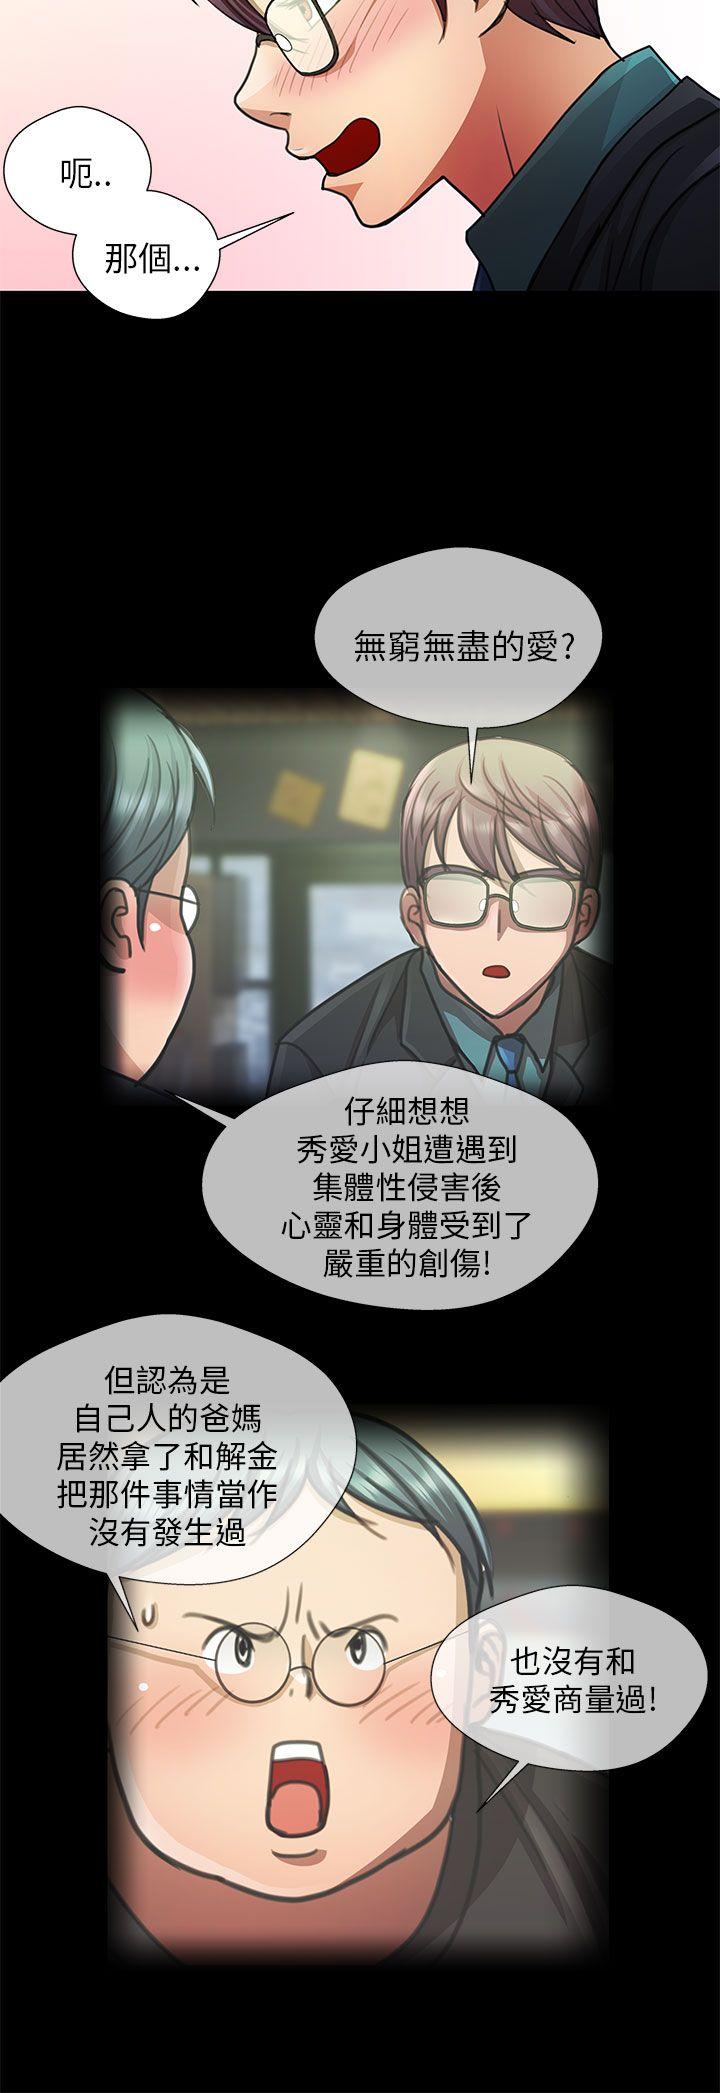 呃..
那個...
無窮無盡的愛?
仔細想想
秀愛小姐遭遇到
集體性侵害後
心靈和身體受到了
嚴重的創傷!
但認為是
自己人的爸媽
居然拿了和解金
把那件事情當作
沒有發生過
也沒有和
秀愛商量過!